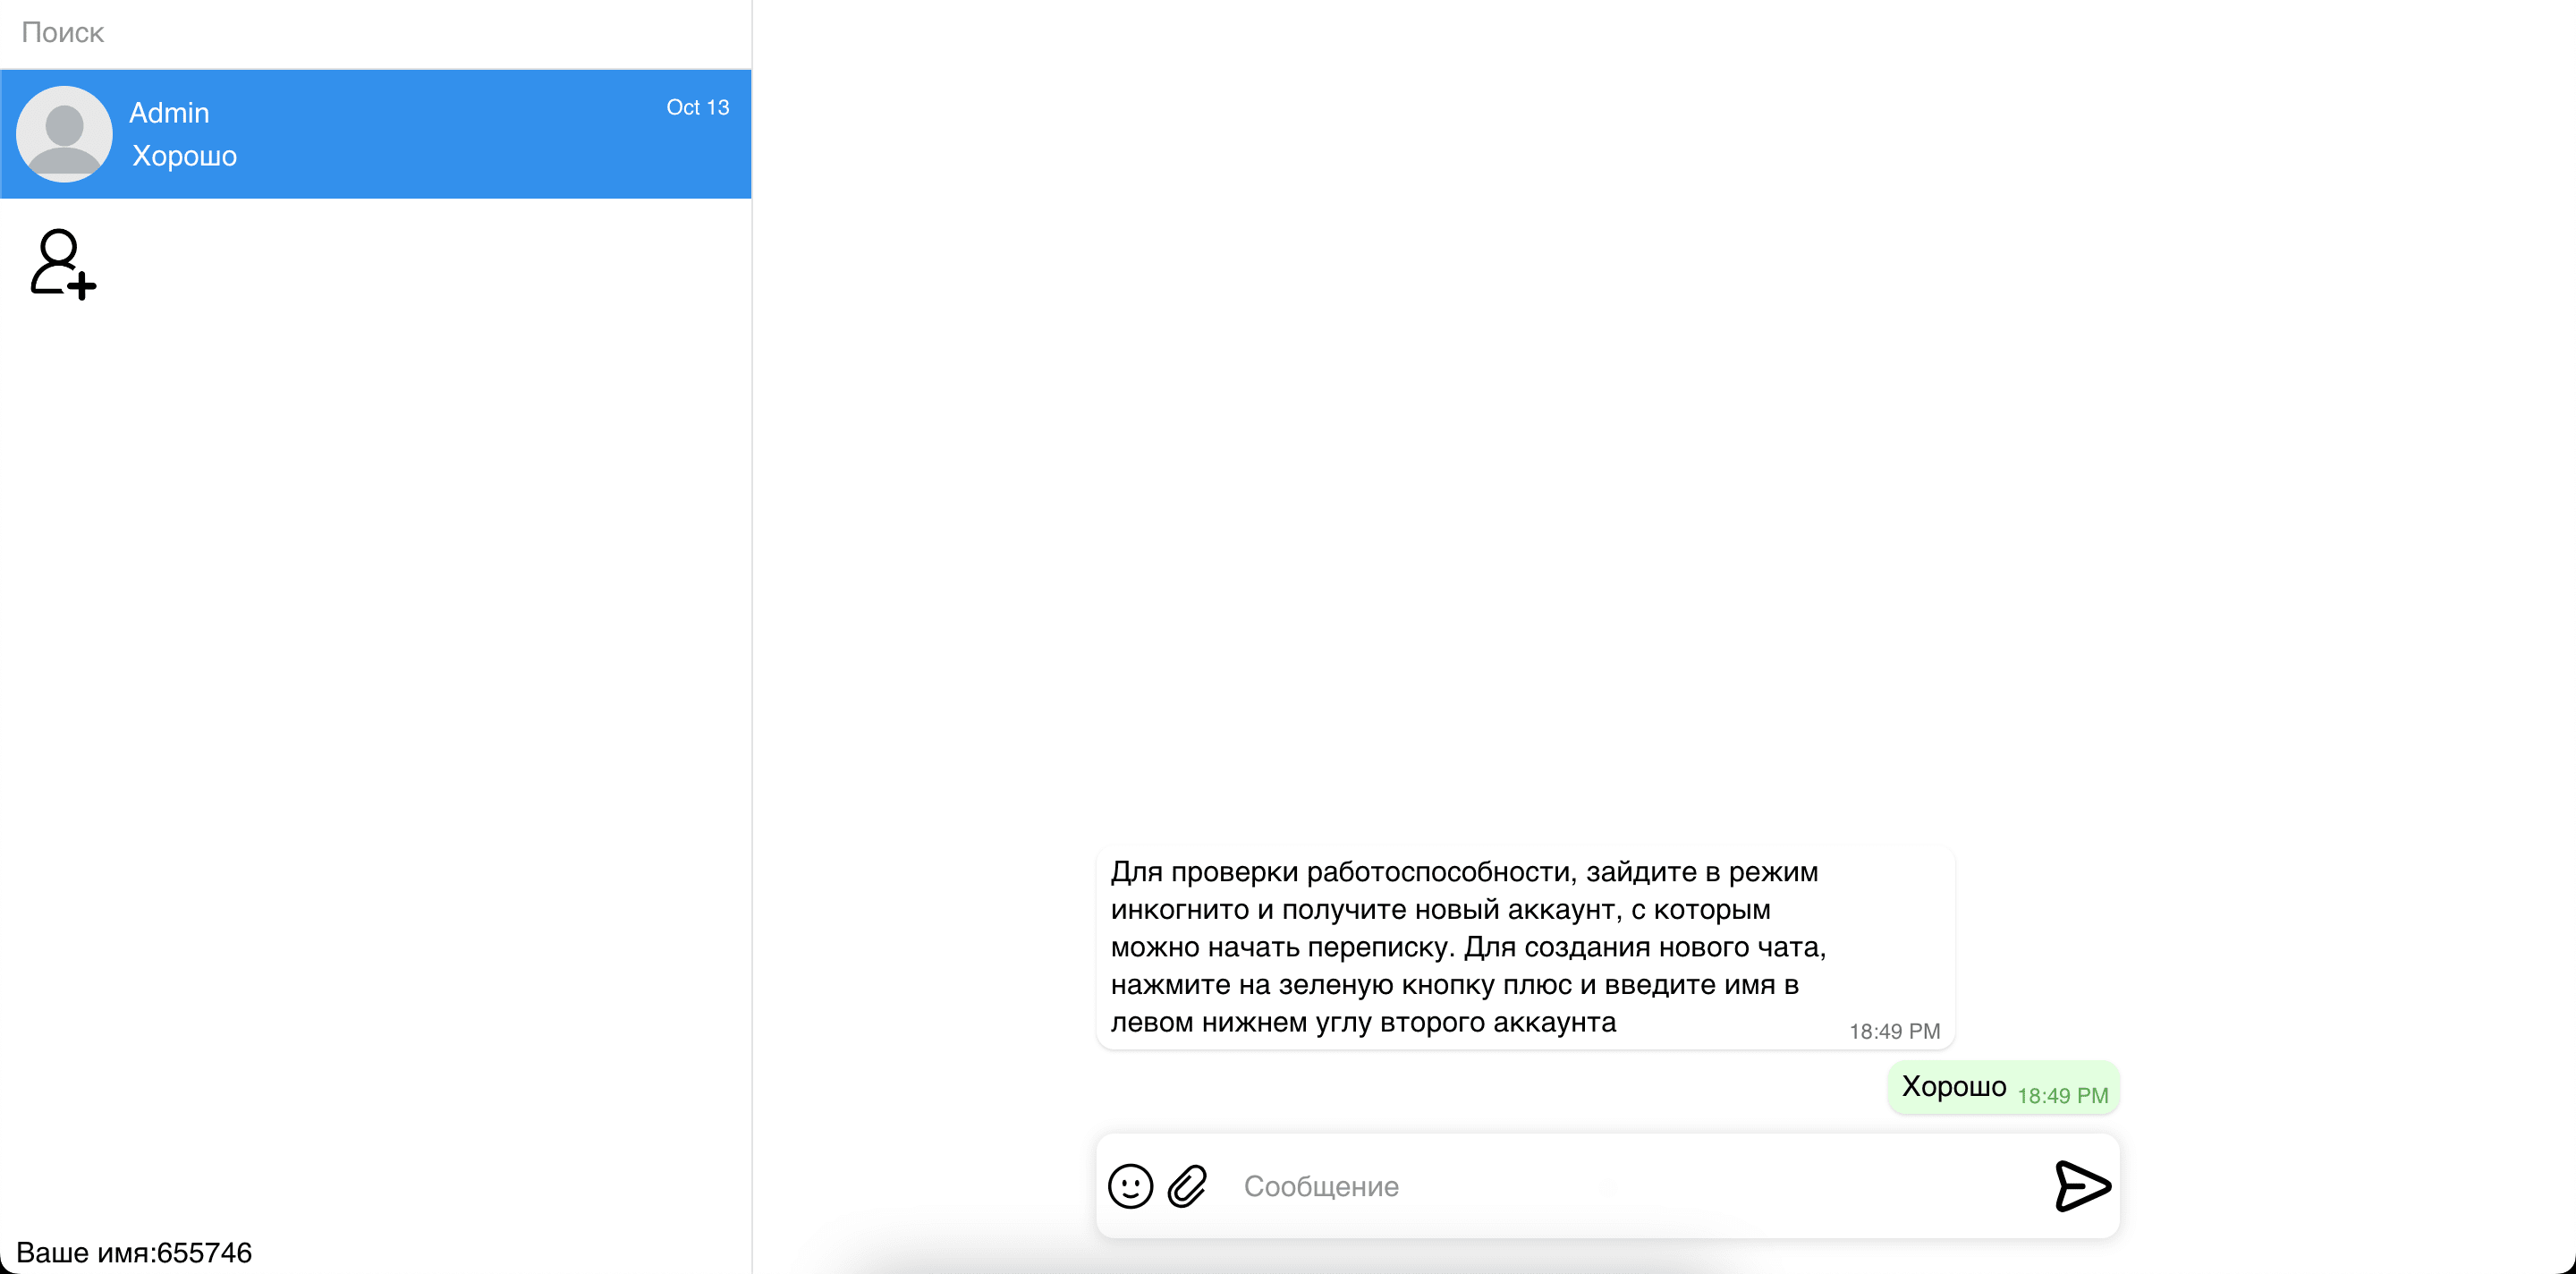 Поиск
Admin
Oct 13
Хорошо
Для проверки работоспособности, зайдите в режим
инкогнито и получите новый аккаунт, с которым
можно начать переписку. Для создания нового чата,
нажмите на зеленую кнопку плюс и введите имя в
левом нижнем углу второго аккаунта
18:49 PM
Хорошо 18:49 PM
Сообщение
Ваше имя:655746